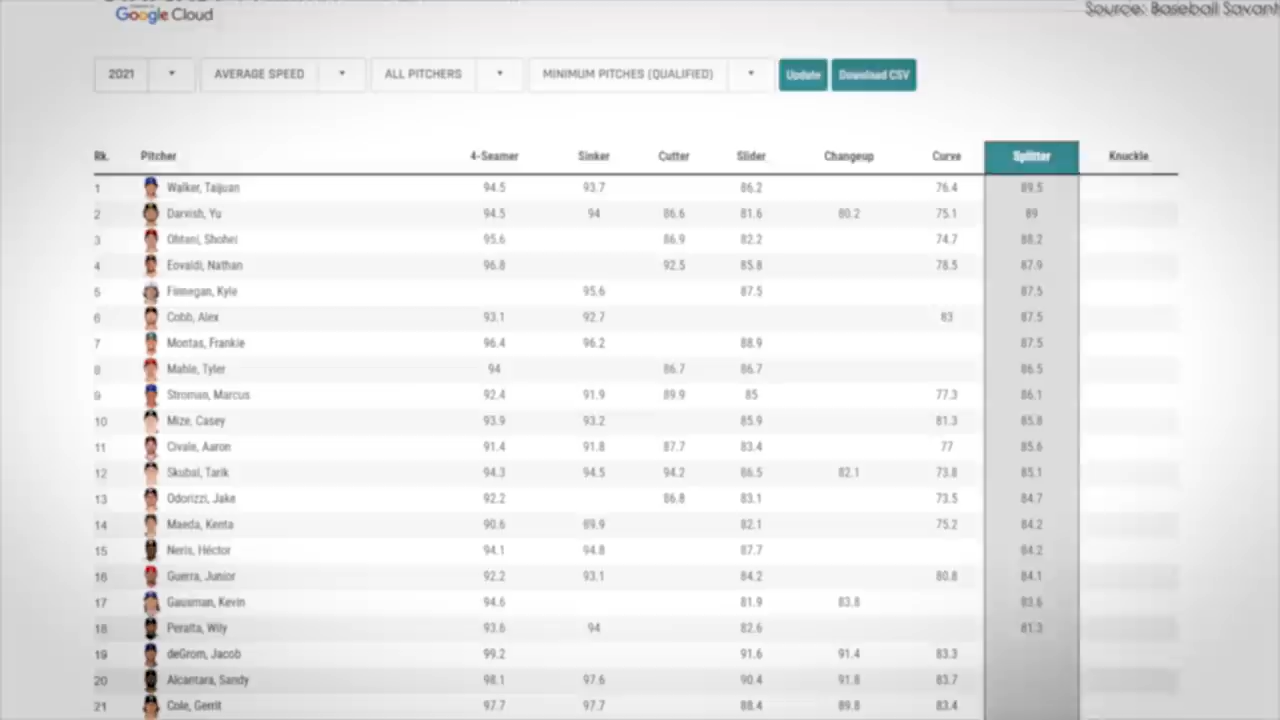 Google Cloud
Source: Baseball Savant
2021 AVERAGE SPEED ALL PITCHERS MINIMUM PITCHES (QUALIFIED) Update Download CSV
Rk. Pitcher 4-Seamer Sinker Cutter Slider Changeup Curve Splitter Knuckle
1 Walker, Taijuan 94.5 93.7 86.2 76.4 89.5
2 Darvish, Yu 94.5 94 86.6 81.6 80.2 75.1 89
3 Ohtani, Shohei 95.6 86.9 82.2 74.7 88.2
4 Eovaldi, Nathan 96.8 92.5 85.8 78.5 87.9
5 Finnegan, Kyle 95.6 87.5 87.5
6 Cobb, Alex 93.1 92.7 83 87.5
7 Montas, Frankie 96.4 96.2 88.9 87.5
8 Mahle, Tyler 94 86.7 86.7 86.5
9 Stroman, Marcus 92.4 91.9 89.9 85 77.3 86.1
10 Mize, Casey 93.9 93.2 85.9 81.3 85.8
11 Civale, Aaron 91.4 91.8 87.7 83.4 77 85.6
12 Skubal, Tarik 94.3 94.5 94.2 86.5 82.1 73.8 85.1
13 Odorizzi, Jake 92.2 86.8 83.1 73.5 84.7
14 Maeda, Kenta 90.6 89.9 82.1 75.2 84.2
15 Neris, Héctor 94.1 94.8 87.7 84.2
16 Guerra, Junior 92.2 93.1 84.2 80.8 84.1
17 Gausman, Kevin 94.6 81.9 83.8 83.6
18 Peralta, Wily 93.6 94 82.6 81.3
19 deGrom, Jacob 99.2 91.6 91.4 83.3
20 Alcantara, Sandy 98.1 97.6 90.4 91.8 83.7
21 Cole, Gerrit 97.7 97.7 88.4 89.8 83.4